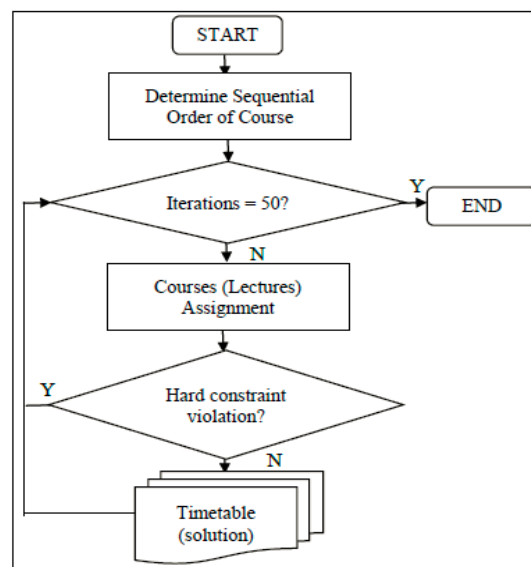 START
Determine Sequential
Order of Course
Iterations = 50?
Y
END
N
Courses (Lectures)
Assignment
Y
Hard constraint
violation?
N
Timetable
(solution)